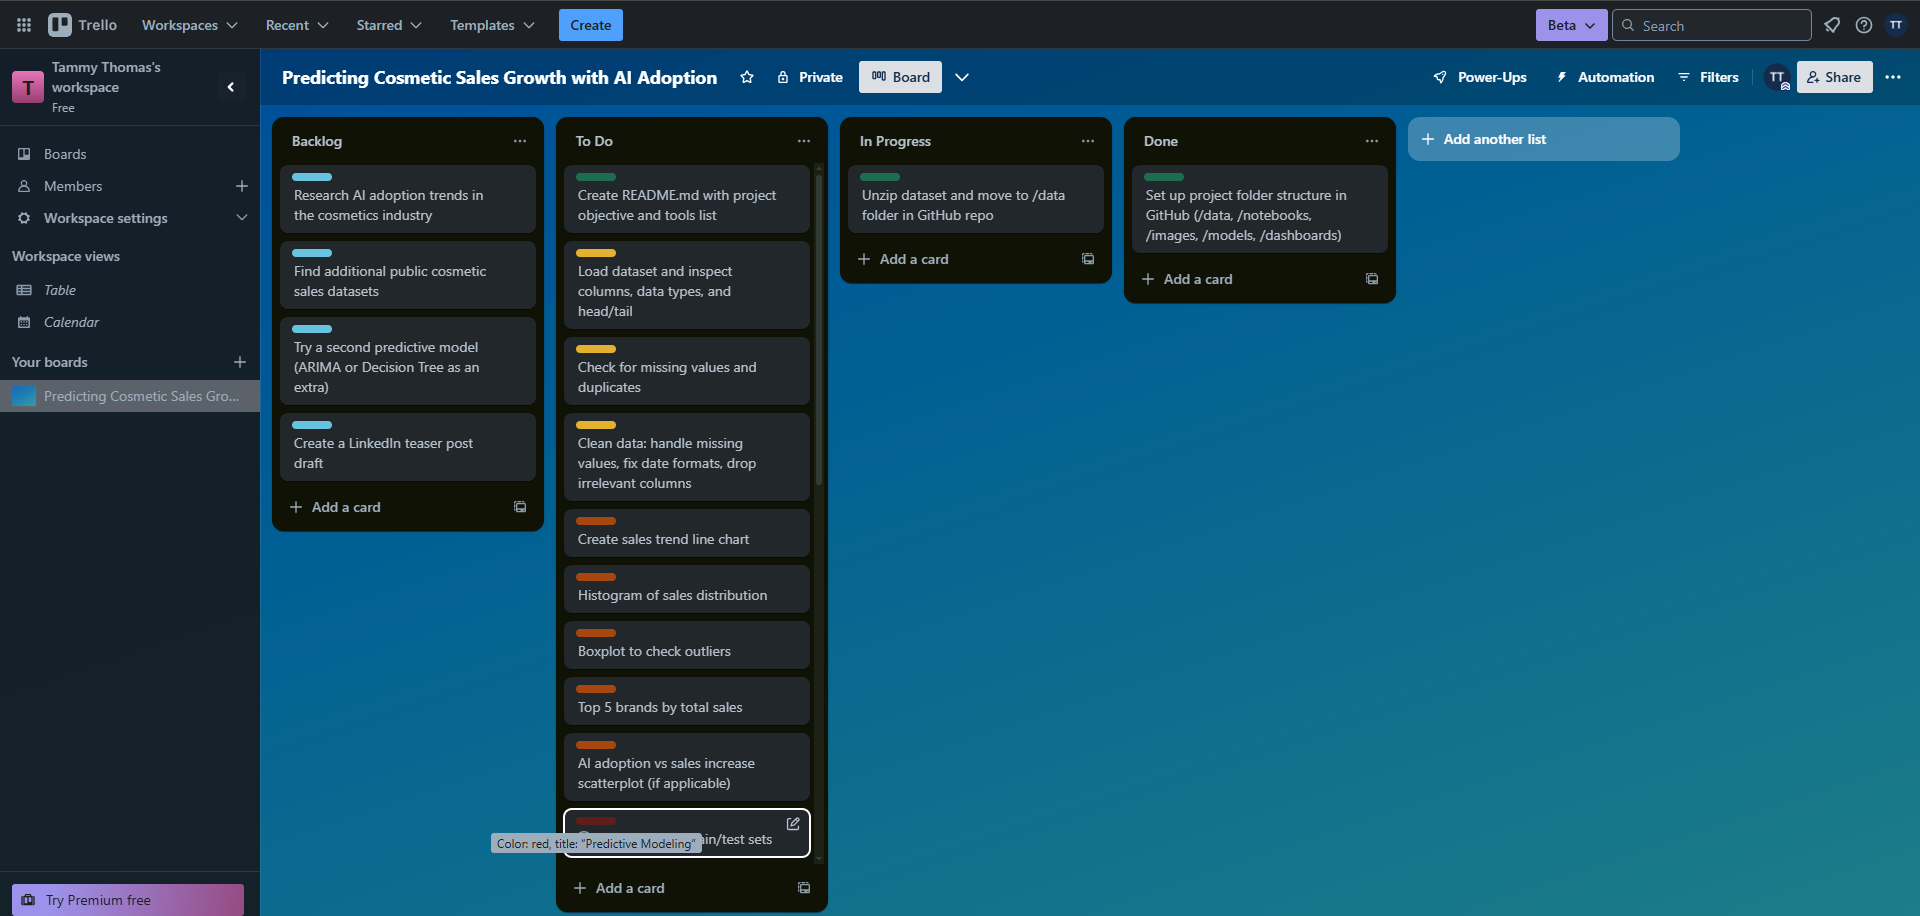 Trello
Workspaces
Recent
Starred
Templates
Create
Beta
Search
TT
T
Tammy Thomas's
workspace
Free
Boards
Members
Workspace settings
Workspace views
Table
Calendar
Your boards
Predicting Cosmetic Sales Gro...
Try Premium free
Predicting Cosmetic Sales Growth with AI Adoption
Private
Board
Power-Ups
Automation
Filters
TT
Share
Backlog
Research AI adoption trends in
the cosmetics industry
Find additional public cosmetic
sales datasets
Try a second predictive model
(ARIMA or Decision Tree as an
extra)
Create a LinkedIn teaser post
draft
Add a card
To Do
Create README.md with project
objective and tools list
Load dataset and inspect
columns, data types, and
head/tail
Check for missing values and
duplicates
Clean data: handle missing
values, fix date formats, drop
irrelevant columns
Create sales trend line chart
Histogram of sales distribution
Boxplot to check outliers
Top 5 brands by total sales
AI adoption vs sales increase
scatterplot (if applicable)
Color: red, title: “Predictive Modeling”
in/test sets
Add a card
In Progress
Unzip dataset and move to /data
folder in GitHub repo
Add a card
Done
Set up project folder structure in
GitHub (/data, /notebooks,
/images, /models, /dashboards)
Add a card
Add another list